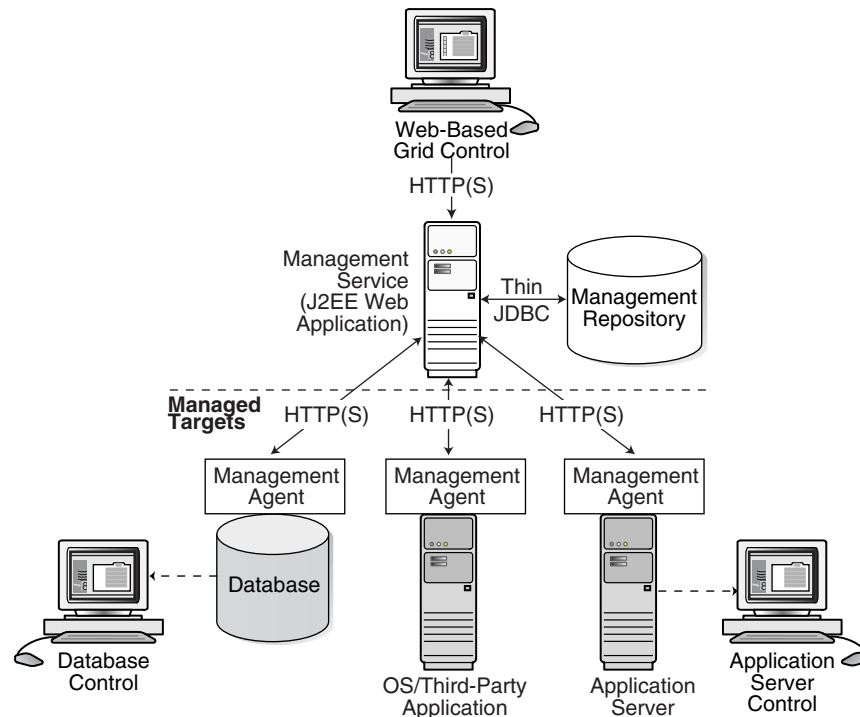 Web-Based
Grid Control
HTTP(S)
Management
Service
(J2EE Web
Application)
Thin
JDBC
Management
Repository
Managed
Targets
HTTP(S)
HTTP(S)
HTTP(S)
Management
Agent
Management
Agent
Management
Agent
Database
Database
Control
OS/Third-Party
Application
Application
Server
Application
Server
Control